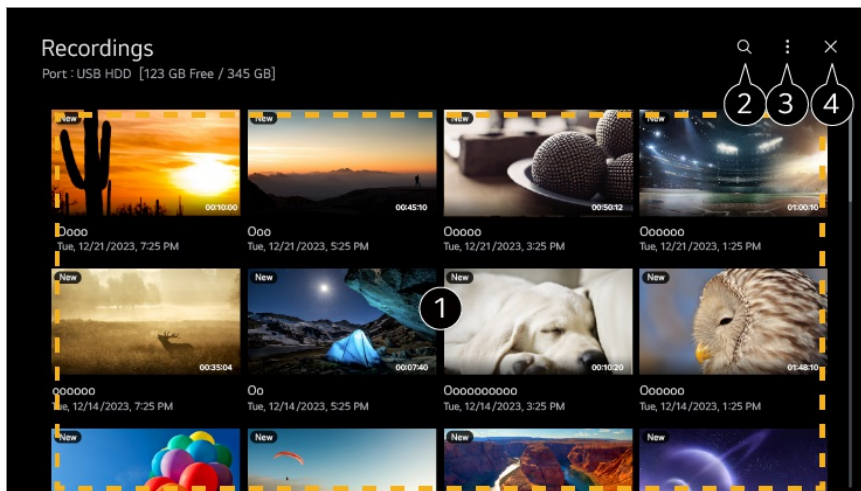 Recordings
Port : USB HDD [123 GB Free / 345 GB]
2 3 4
New New New New
00:10:00 00:45:10 00:50:12 01:00:10
Oooo Ooo Ooooo Oooooo
Tue, 12/21/2023, 7:25 PM Tue, 12/21/2023, 5:25 PM Tue, 12/21/2023, 3:25 PM Tue, 12/21/2023, 1:25 PM
New New New New
1
00:35:04 00:07:40 00:10:20 01:48:10
oooooo Oo Oooooooooo Oooooo
Tue, 12/14/2023, 7:25 PM Tue, 12/14/2023, 5:25 PM Tue, 12/14/2023, 3:25 PM Tue, 12/14/2023, 1:25 PM
New New New New